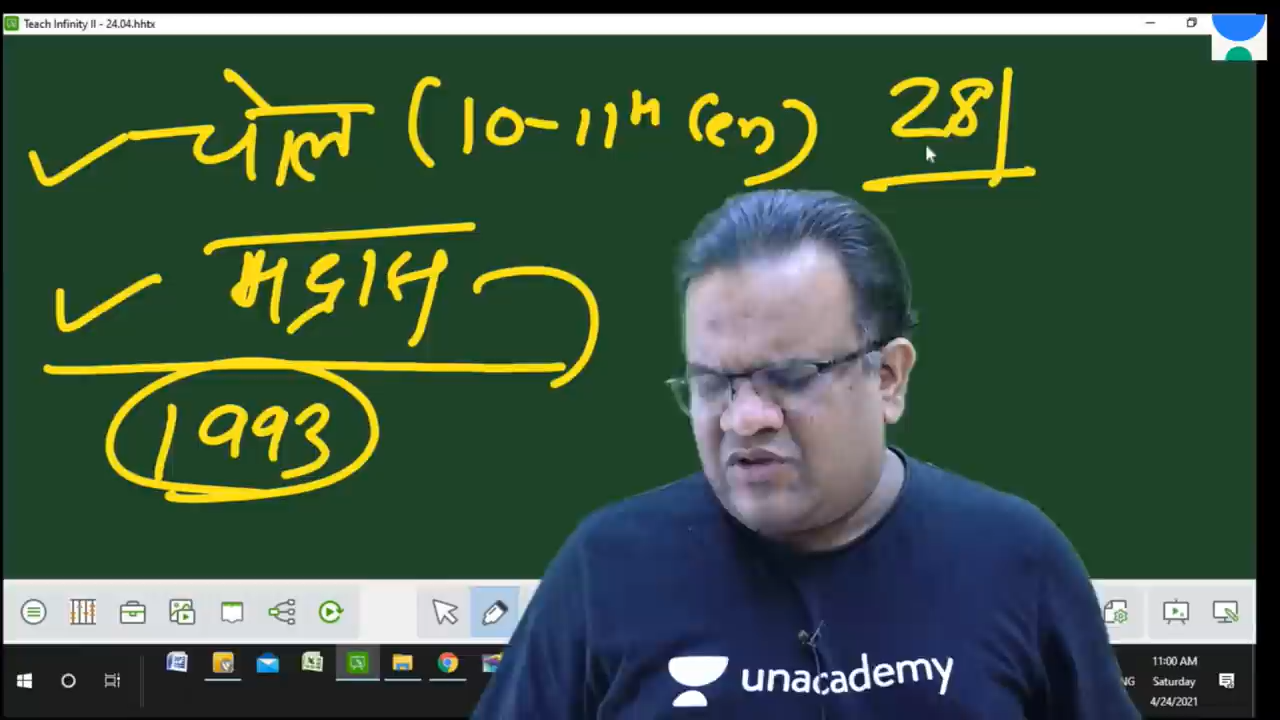 Teach Infinity II - 24.04.hhtx
चोल (10-11th Cen) 28
मद्रास
1993
unacademy
11:00 AM
NG Saturday
4/24/2021